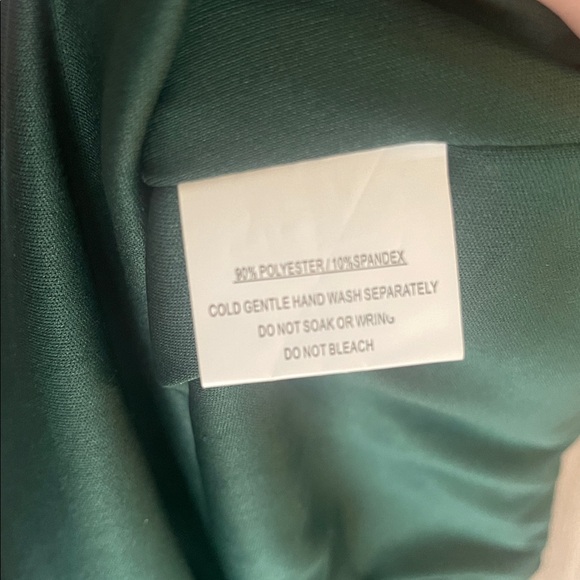 90% POLYESTER / 10%SPANDEX
COLD GENTLE HAND WASH SEPARATELY
DO NOT SOAK OR WRING
DO NOT BLEACH